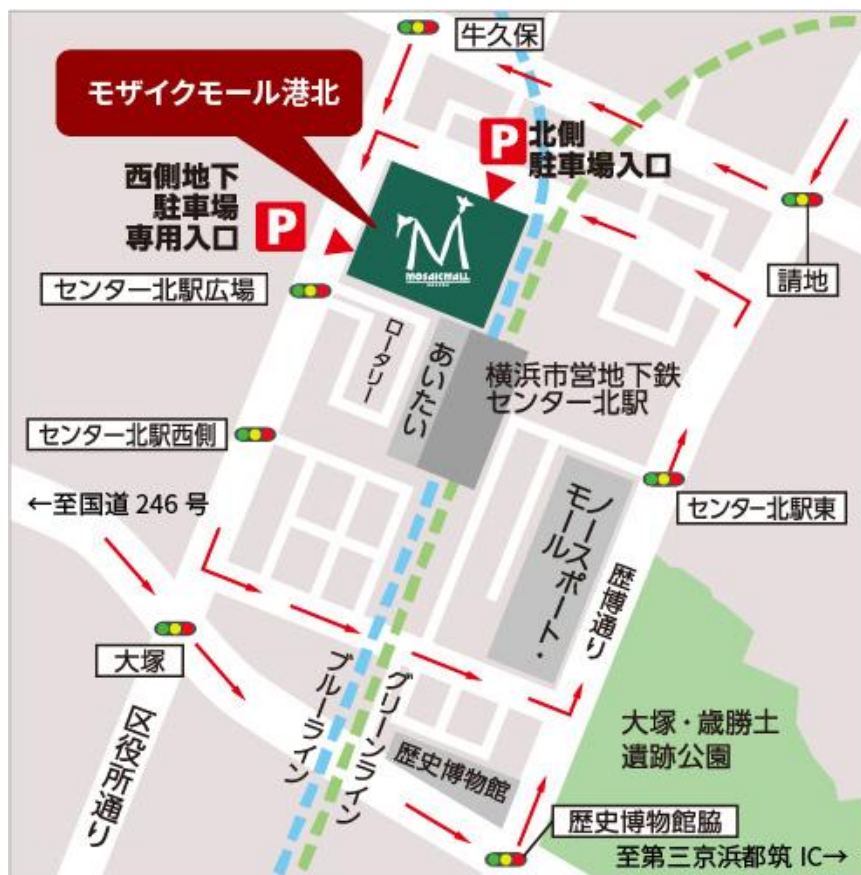 牛久保
モザイクモール港北
P
北側
駐車場入口
西側地下
駐車場
専用入口
P
M
MOSAICMALL
請地
センター北駅広場
ロータリー
あいたい
横浜市営地下鉄
センター北駅
センター北駅西側
←至国道 246 号
センター北駅東
ノースポート・
モール
歴博通り
大塚
区役所通り
ブルーライン
グリーンライン
大塚・歳勝土
遺跡公園
歴史博物館
歴史博物館脇
至第三京浜都筑 IC→